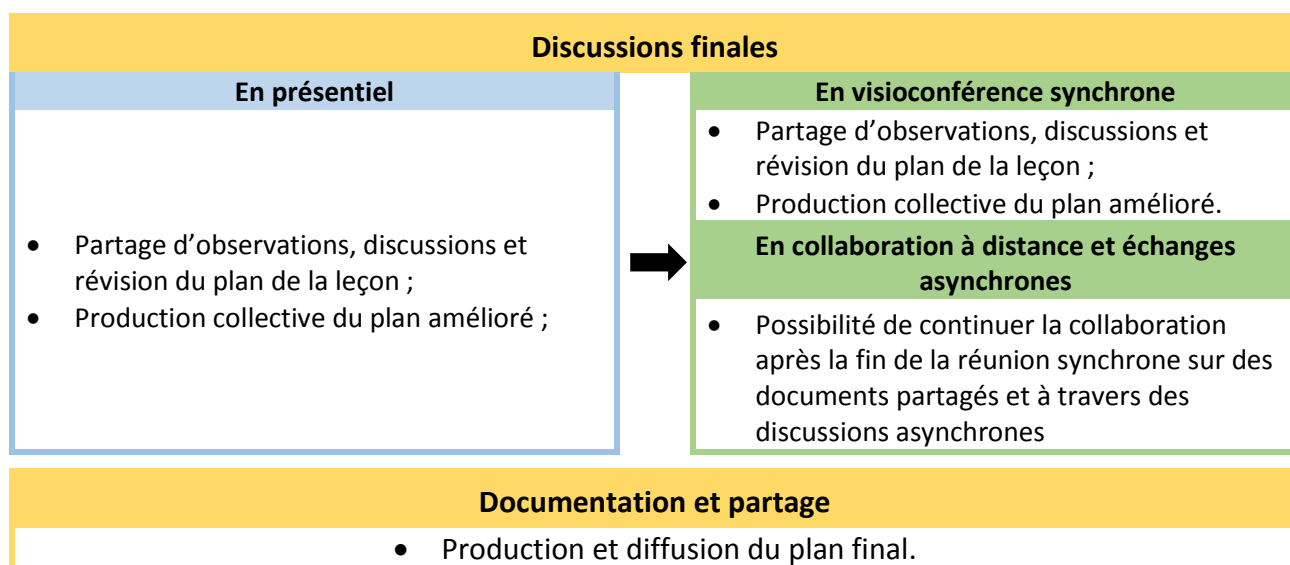 Discussions finales
En présentiel
• Partage d’observations, discussions et
révision du plan de la leçon ;
• Production collective du plan amélioré ;
En visioconférence synchrone
• Partage d’observations, discussions et
révision du plan de la leçon ;
• Production collective du plan amélioré.
En collaboration à distance et échanges
asynchrones
• Possibilité de continuer la collaboration
après la fin de la réunion synchrone sur des
documents partagés et à travers des
discussions asynchrones
Documentation et partage
• Production et diffusion du plan final.